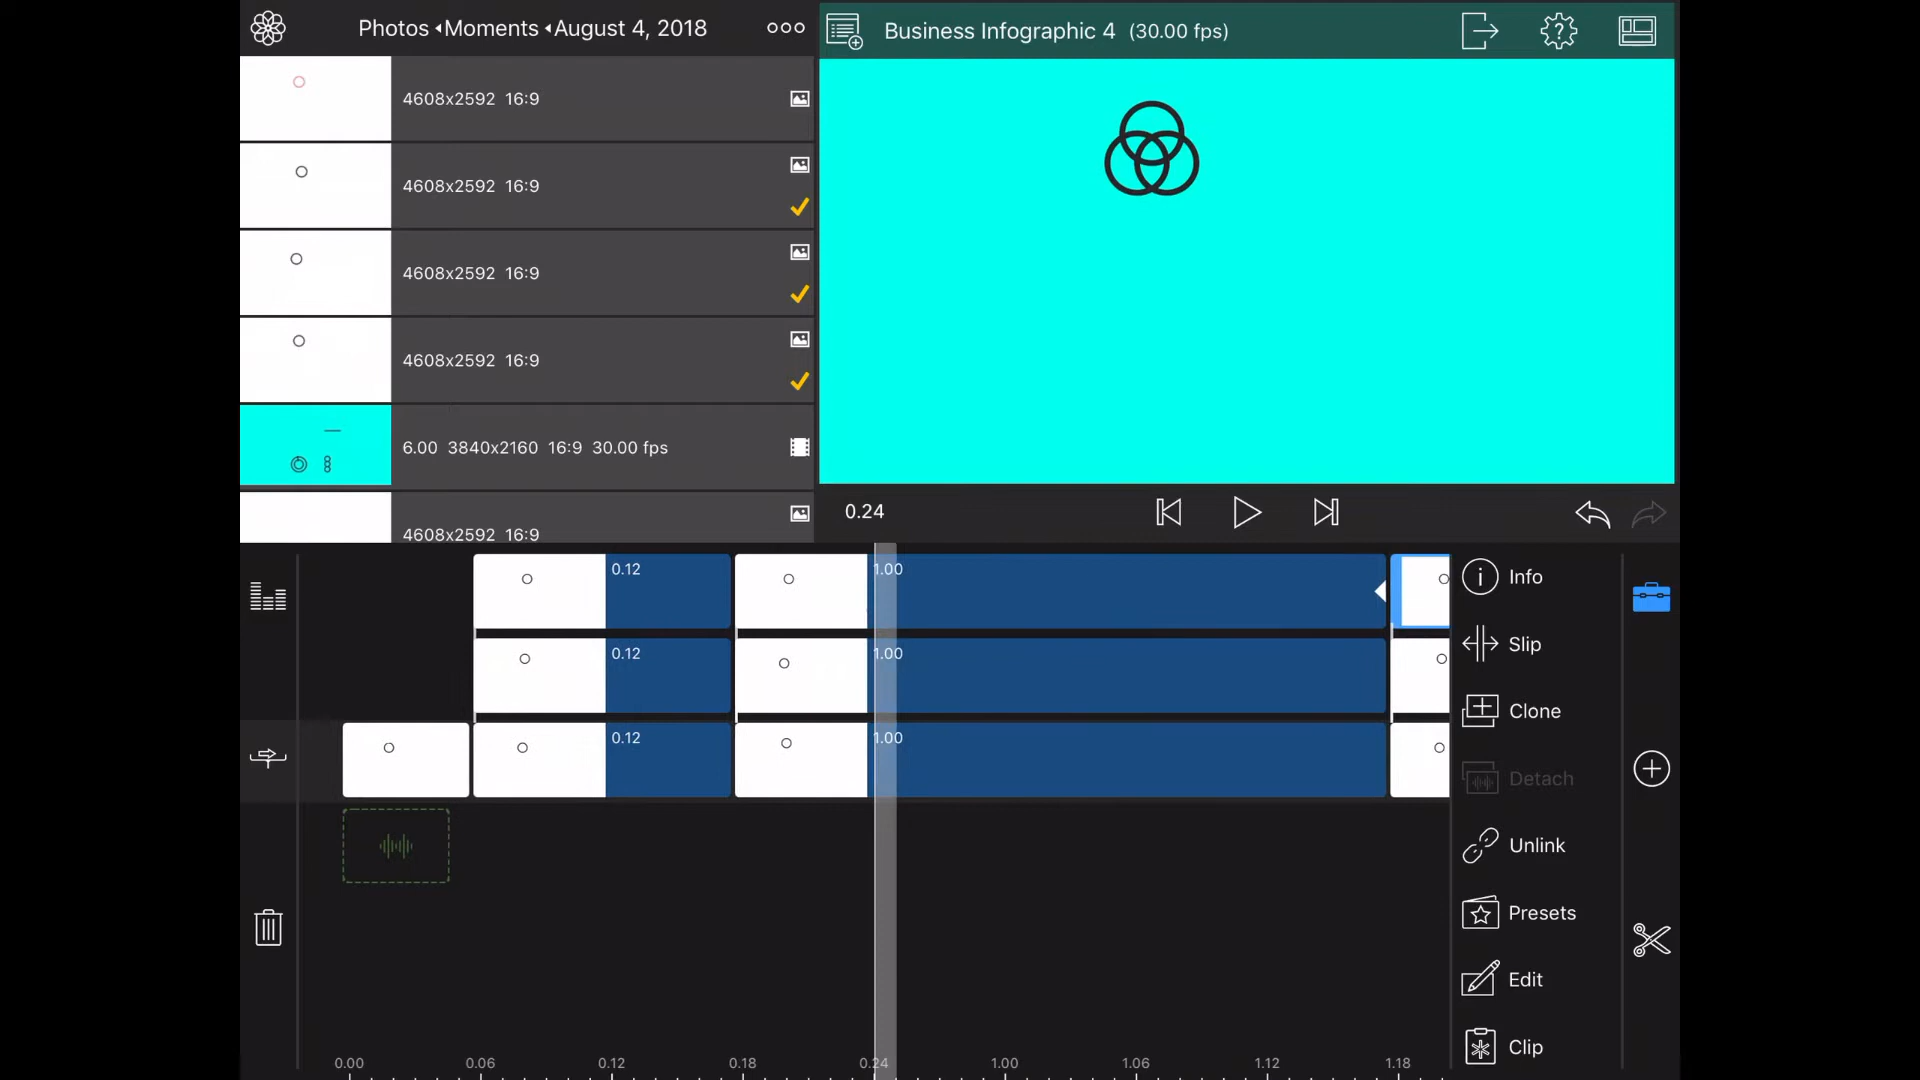 Photos ◂ Moments ◂ August 4, 2018
Business Infographic 4 (30.00 fps)
4608x2592 16:9
4608x2592 16:9
4608x2592 16:9
4608x2592 16:9
6.00 3840x2160 16:9 30.00 fps
4608x2592 16:9
0.24
0.12
1.00
0.12
1.00
0.12
1.00
Info
Slip
Clone
Detach
Unlink
Presets
Edit
Clip
0.00 0.06 0.12 0.18 0.24 1.00 1.06 1.12 1.18